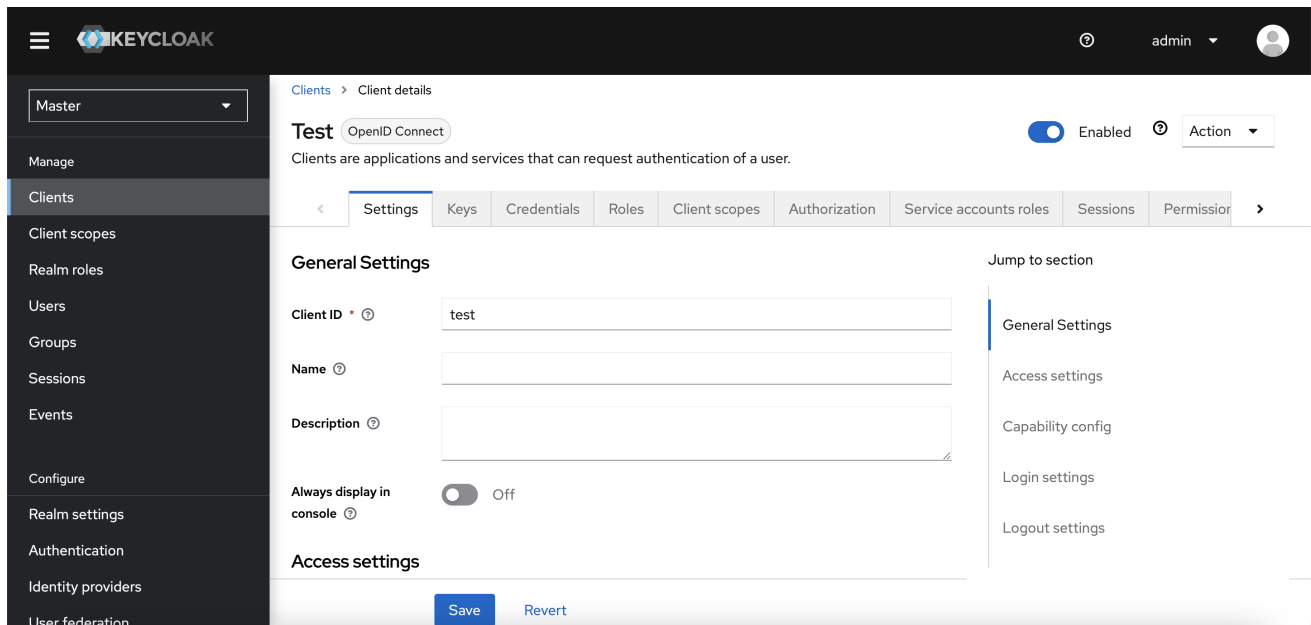 KEYCLOAK
admin
Master
Manage
Clients
Client scopes
Realm roles
Users
Groups
Sessions
Events
Configure
Realm settings
Authentication
Identity providers
User federation
Clients > Client details
Test OpenID Connect
Enabled
Action
Clients are applications and services that can request authentication of a user.
Settings Keys Credentials Roles Client scopes Authorization Service accounts roles Sessions Permission
General Settings
Client ID * test
Name
Description
Always display in
console
Off
Access settings
Save Revert
Jump to section
General Settings
Access settings
Capability config
Login settings
Logout settings